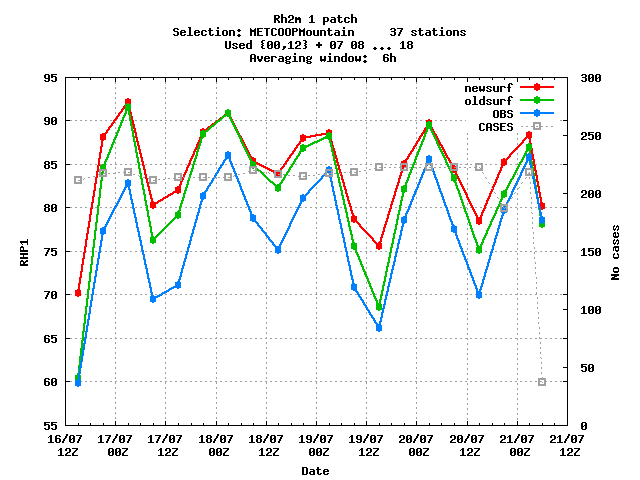 Rh2m 1 patch
Selection: METCOOPMountain 37 stations
Used {00,12} + 07 08 ... 18
Averaging window: 6h
newsurf
oldsurf
OBS
CASES
RHP1
95
90
85
80
75
70
65
60
55
300
250
200
150
100
50
0
No cases
16/07 17/07 17/07 18/07 18/07 19/07 19/07 20/07 20/07 21/07 21/07
12Z 00Z 12Z 00Z 12Z 00Z 12Z 00Z 12Z 00Z 12Z
Date